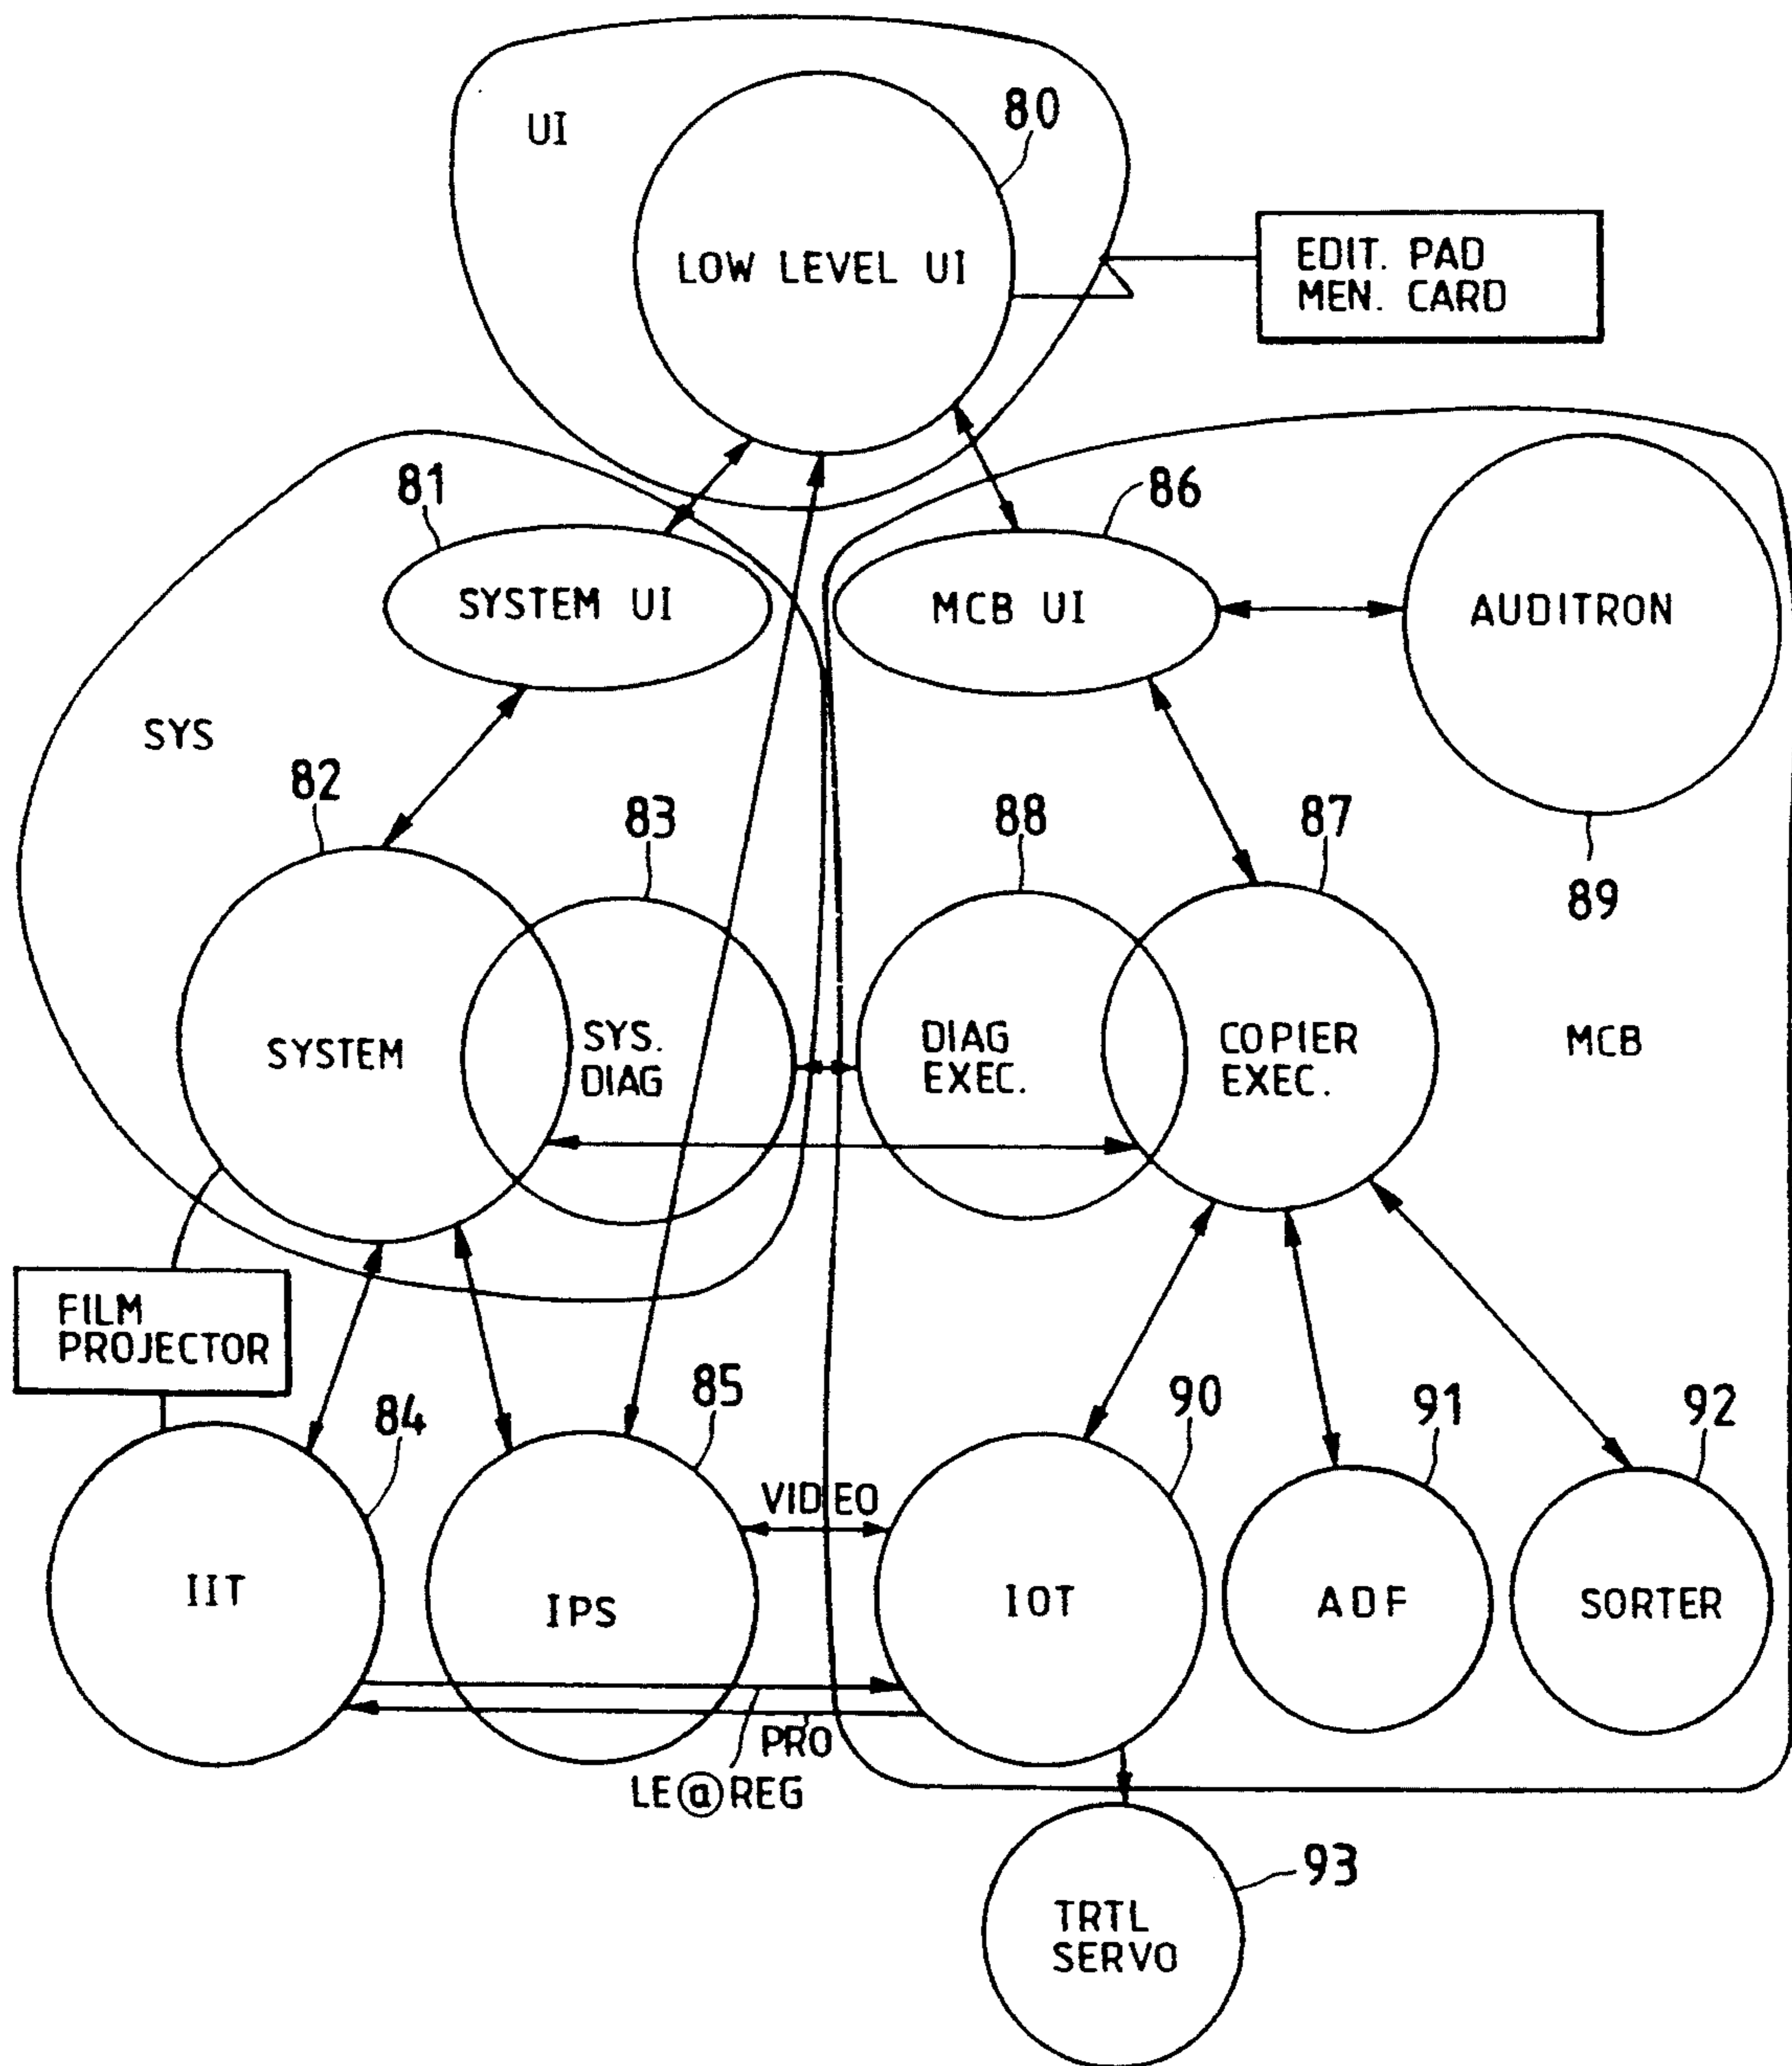 UI
80
LOW LEVEL UI
EDIT. PAD
MEN. CARD
81
86
SYSTEM UI
MCB UI
AUDITRON
SYS
82
83
88
87
89
SYSTEM
SYS.
DIAG
DIAG
EXEC.
COPIER
EXEC.
MCB
FILM
PROJECTOR
84
85
90
91
92
VIDEO
IIT
IPS
IOT
ADF
SORTER
PRO
LE@REG
93
TRTL
SERVO